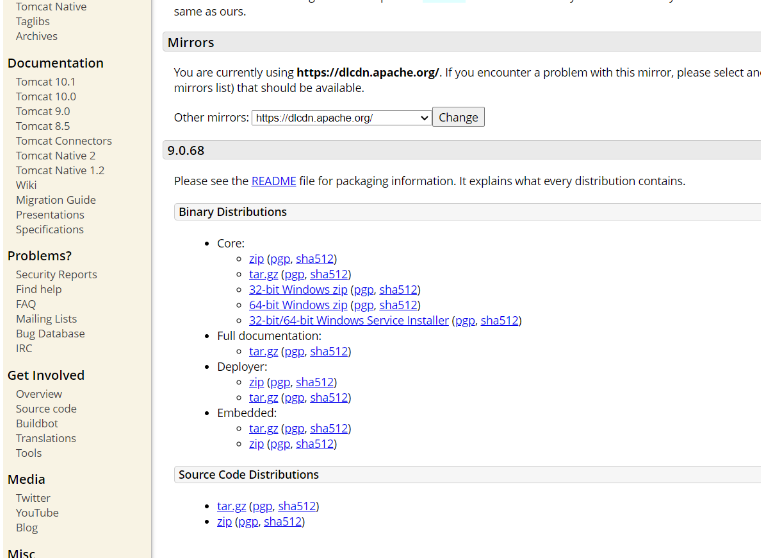 Tomcat Native
Taglibs
Archives
Documentation
Tomcat 10.1
Tomcat 10.0
Tomcat 9.0
Tomcat 8.5
Tomcat Connectors
Tomcat Native 2
Tomcat Native 1.2
Wiki
Migration Guide
Presentations
Specifications
Problems?
Security Reports
Find help
FAQ
Mailing Lists
Bug Database
IRC
Get Involved
Overview
Source code
Buildbot
Translations
Tools
Media
Twitter
YouTube
Blog
Misc
same as ours.
Mirrors
You are currently using https://dlcdn.apache.org/. If you encounter a problem with this mirror, please select
mirrors list) that should be available.
Other mirrors: https://dlcdn.apache.org/ Change
9.0.68
Please see the README file for packaging information. It explains what every distribution contains.
Binary Distributions
• Core:
◦ zip (pgp, sha512)
◦ tar.gz (pgp, sha512)
◦ 32-bit Windows zip (pgp, sha512)
◦ 64-bit Windows zip (pgp, sha512)
◦ 32-bit/64-bit Windows Service Installer (pgp, sha512)
• Full documentation:
◦ tar.gz (pgp, sha512)
• Deployer:
◦ zip (pgp, sha512)
◦ tar.gz (pgp, sha512)
• Embedded:
◦ tar.gz (pgp, sha512)
◦ zip (pgp, sha512)
Source Code Distributions
• tar.gz (pgp, sha512)
• zip (pgp, sha512)